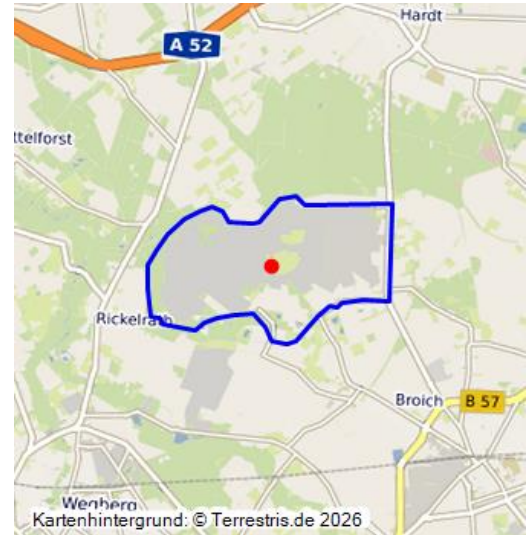 Hardt
A 52
ttelforst
Rickelrath
Broich
B 57
Wegberg
Kartenhintergrund: © Terrestris.de 2026